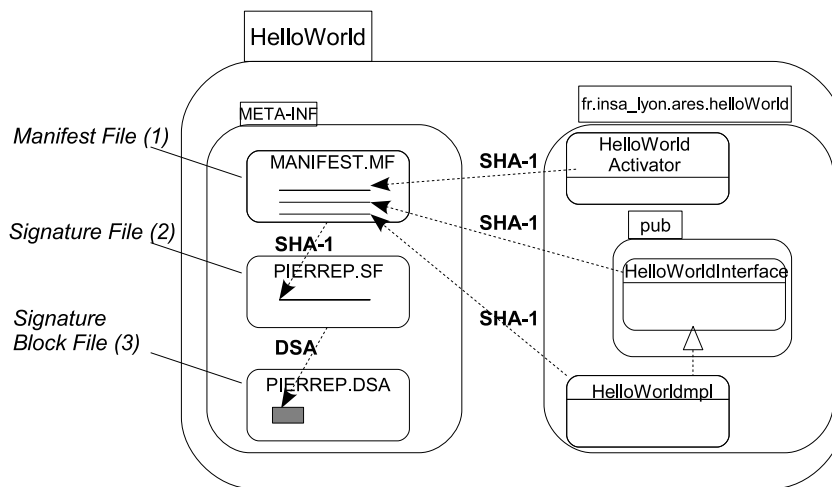 HelloWorld
META-INF
fr.insa_lyon.ares.helloWorld
Manifest File (1)
MANIFEST.MF
SHA-1
HelloWorld
Activator
Signature File (2)
SHA-1
PIERREP.SF
SHA-1
pub
HelloWorldInterface
Signature
Block File (3)
DSA
PIERREP.DSA
SHA-1
HelloWorldmpl